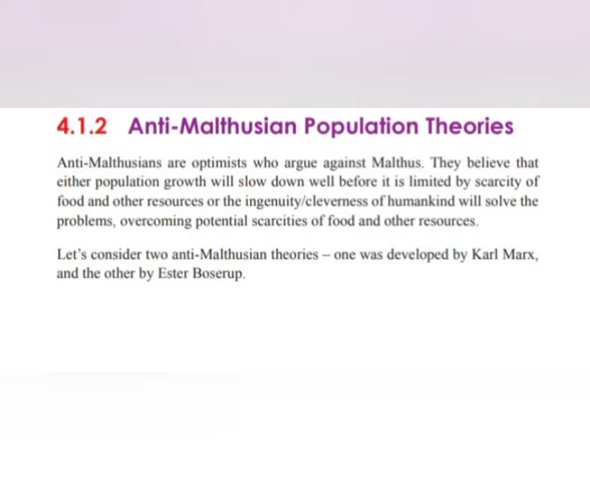 4.1.2 Anti-Malthusian Population Theories
Anti-Malthusians are optimists who argue against Malthus. They believe that
either population growth will slow down well before it is limited by scarcity of
food and other resources or the ingenuity/cleverness of humankind will solve the
problems, overcoming potential scarcities of food and other resources.
Let's consider two anti-Malthusian theories – one was developed by Karl Marx,
and the other by Ester Boserup.